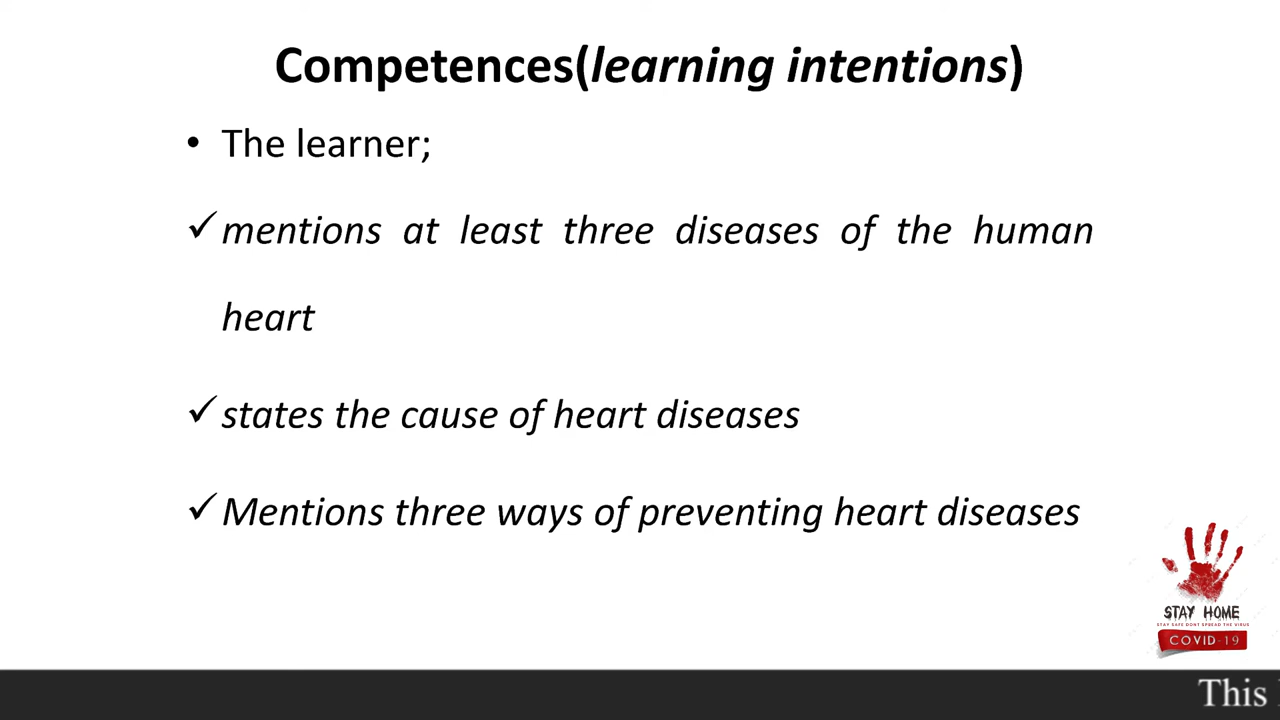 Competences(learning intentions)
• The learner;
✓ mentions at least three diseases of the human
heart
✓ states the cause of heart diseases
✓ Mentions three ways of preventing heart diseases
STAY HOME
STAY SAFE DONT SPREAD THE VIRUS
COVID-19
This